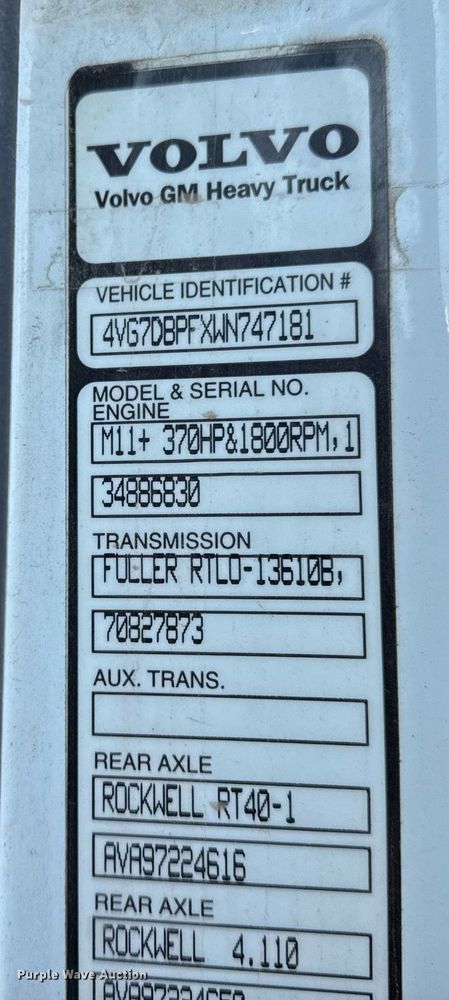 VOLVO
Volvo GM Heavy Truck
VEHICLE IDENTIFICATION #
4VG7DBPFXWN747181
MODEL & SERIAL NO.
ENGINE
M11+ 370HP&1800RPM,1
34886830
TRANSMISSION
FULLER RTLO-13610B,
70827873
AUX. TRANS.
REAR AXLE
ROCKWELL RT40-1
AVA97224616
REAR AXLE
ROCKWELL 4.110
Purple Wave Auction